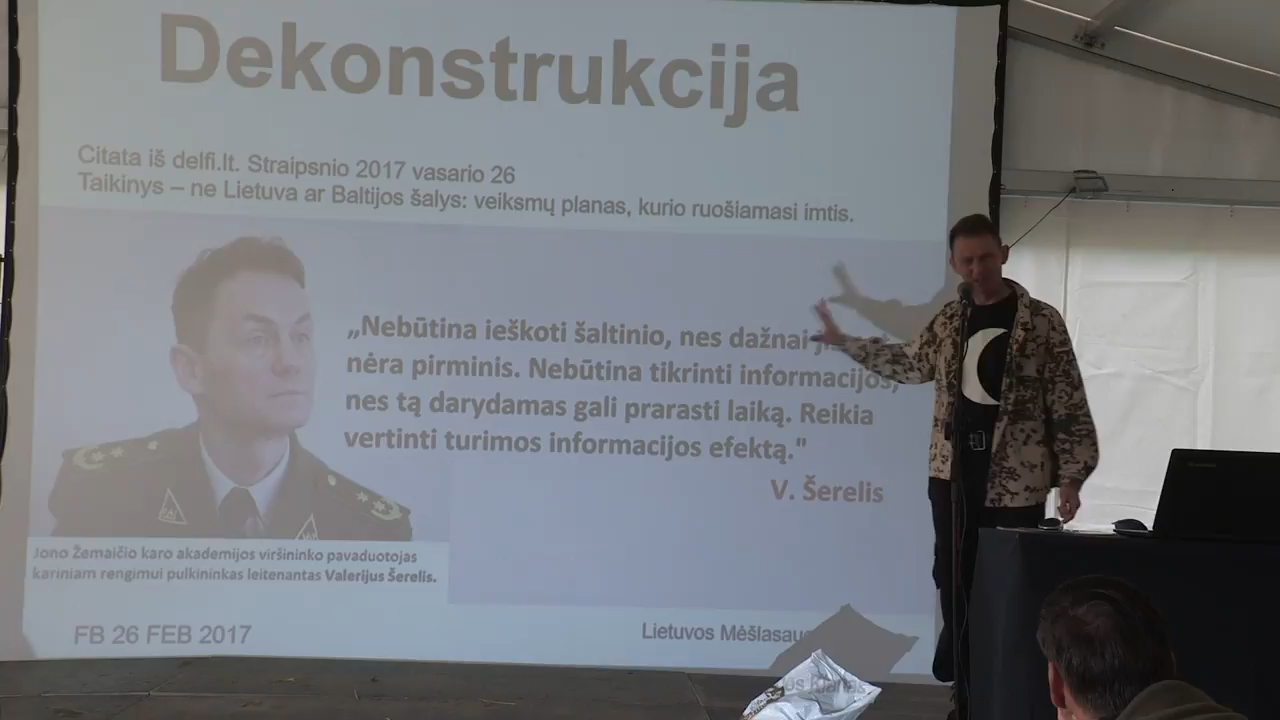 Dekonstrukcija
Citata iš delfi.lt. Straipsnio 2017 vasario 26
Taikinys – ne Lietuva ar Baltijos šalys: veiksmų planas, kurio ruošiamasi imtis.
„Nebūtina ieškoti šaltinio, nes dažnai
nėra pirminis. Nebūtina tikrinti informacijos,
nes tą darydamas gali prarasti laiką. Reikia
vertinti turimos informacijos efektą."
V. Šerelis
Jono Žemaičio karo akademijos viršininko pavaduotojas
kariniam rengimui pulkininkas leitenantas Valerijus Šerelis.
FB 26 FEB 2017
Lietuvos